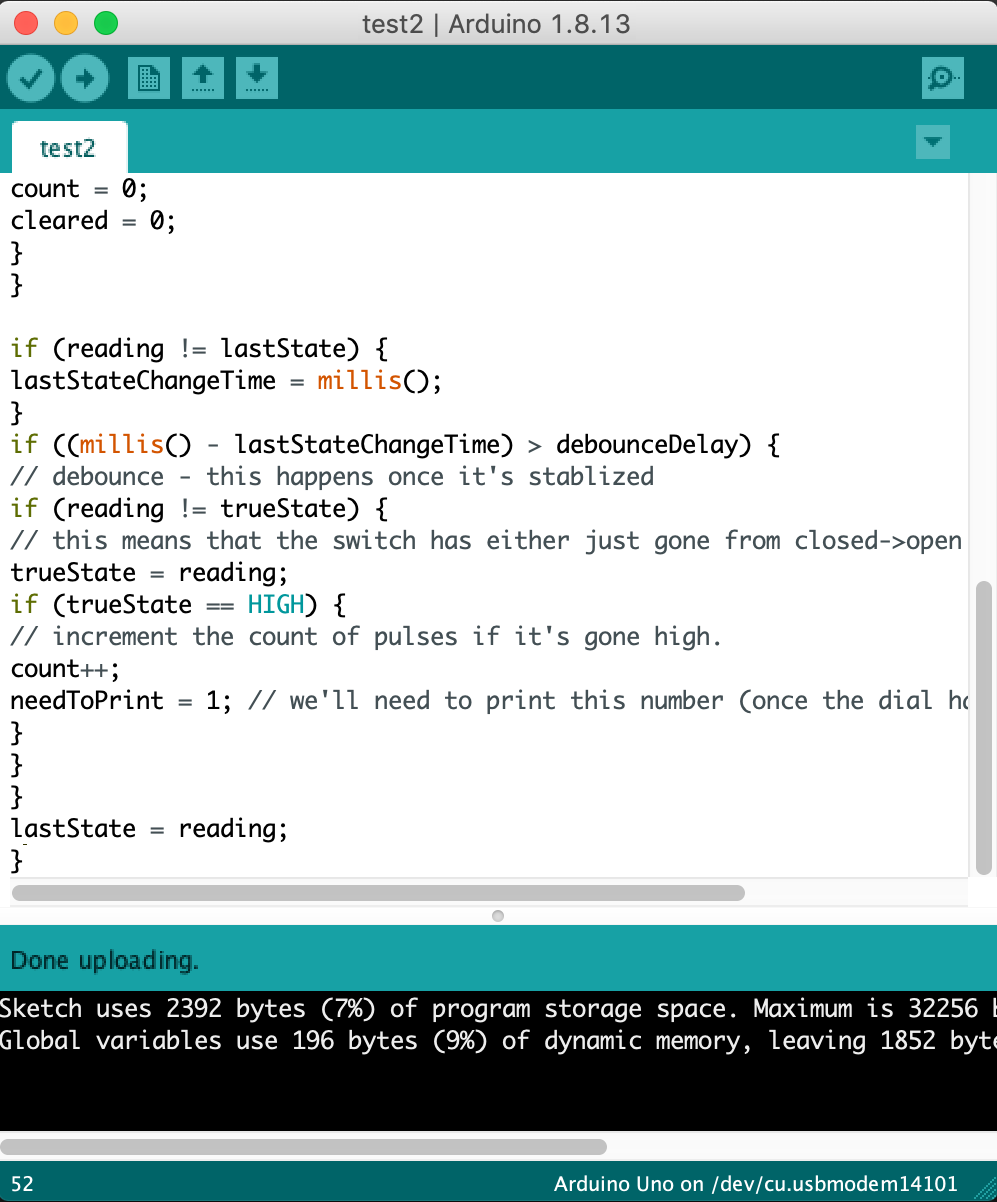 test2 | Arduino 1.8.13
test2
count = 0;
cleared = 0;
}
}
if (reading != lastState) {
lastStateChangeTime = millis();
}
if ((millis() - lastStateChangeTime) > debounceDelay) {
// debounce - this happens once it's stablized
if (reading != trueState) {
// this means that the switch has either just gone from closed->open
trueState = reading;
if (trueState == HIGH) {
// increment the count of pulses if it's gone high.
count++;
needToPrint = 1; // we'll need to print this number (once the dial
}
}
}
lastState = reading;
}
Done uploading.
Sketch uses 2392 bytes (7%) of program storage space. Maximum is 32256
Global variables use 196 bytes (9%) of dynamic memory, leaving 1852
52
Arduino Uno on /dev/cu.usbmodem14101